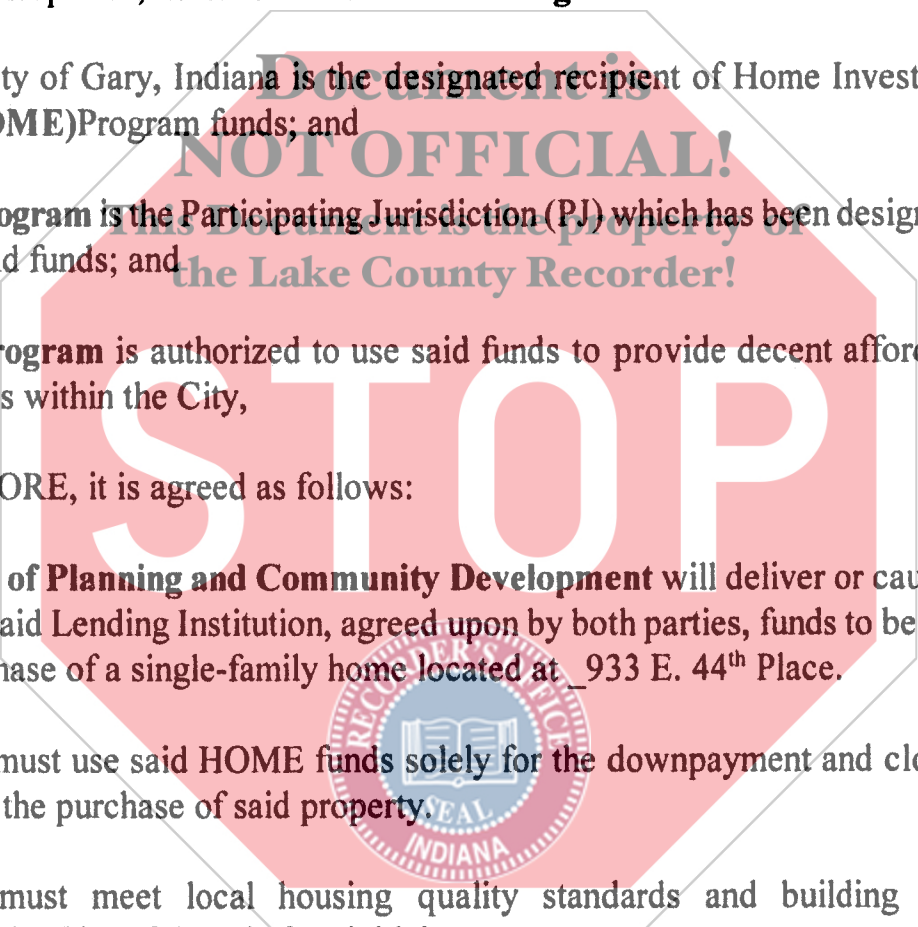 ty of Gary, Indiana is the designated recipient of Home Invest
Document is
OME)Program funds; and
NOT OFFICIAL!
ogram is the Participating Jurisdiction (PJ) which has been design
This Document is the property of
d funds; and
the Lake County Recorder!
rogram is authorized to use said funds to provide decent afford
s within the City,
STOP
ORE, it is agreed as follows:
of Planning and Community Development will deliver or cau
aid Lending Institution, agreed upon by both parties, funds to be
hase of a single-family home located at _933 E. 44th Place.
RECORDER'S OFFICE
must use said HOME funds solely for the downpayment and clo
the purchase of said property.
SEAL
INDIANA
must meet local housing quality standards and building